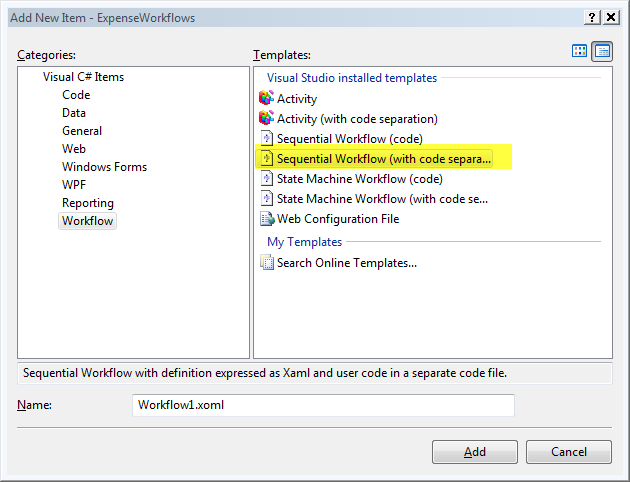 Add New Item - ExpenseWorkflows
Categories:
Visual C# Items
Code
Data
General
Web
Windows Forms
WPF
Reporting
Workflow
Templates:
Visual Studio installed templates
Activity
Activity (with code separation)
Sequential Workflow (code)
Sequential Workflow (with code separa...
State Machine Workflow (code)
State Machine Workflow (with code se...
Web Configuration File
My Templates
Search Online Templates...
Sequential Workflow with definition expressed as Xaml and user code in a separate code file.
Name:
Workflow1.xoml
Add
Cancel